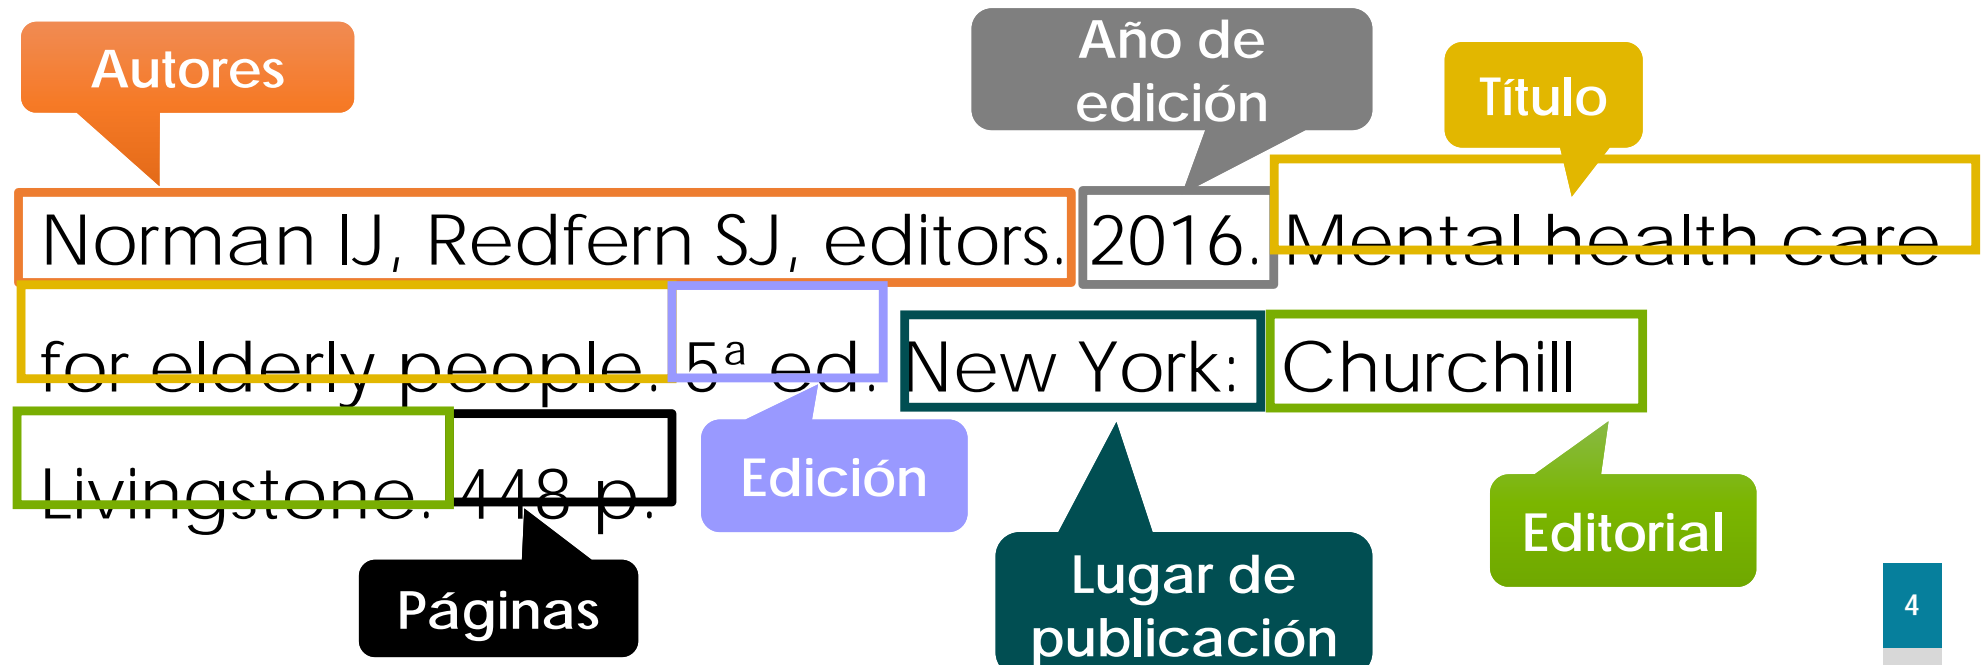 Autores
Año de
edición
Título
Norman IJ, Redfern SJ, editors. 2016. Mental health care
for elderly people. 5ª ed. New York: Churchill
Livingstone. 448 p.
Edición
Editorial
Lugar de
publicación
Páginas
4